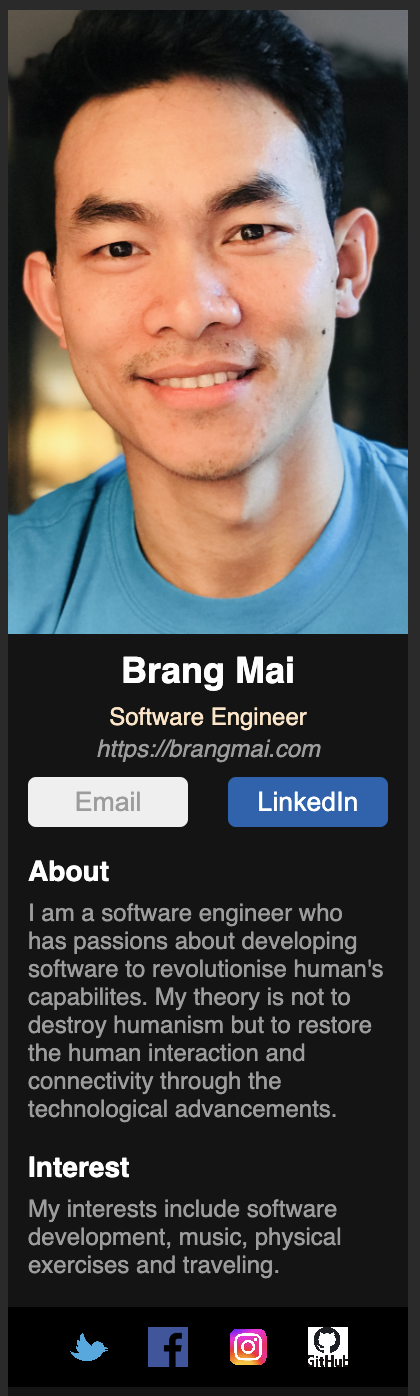 Brang Mai
Software Engineer
https://brangmai.com
Email
LinkedIn
About
I am a software engineer who
has passions about developing
software to revolutionise human's
capabilites. My theory is not to
destroy humanism but to restore
the human interaction and
connectivity through the
technological advancements.
Interest
My interests include software
development, music, physical
exercises and traveling.
GitHub